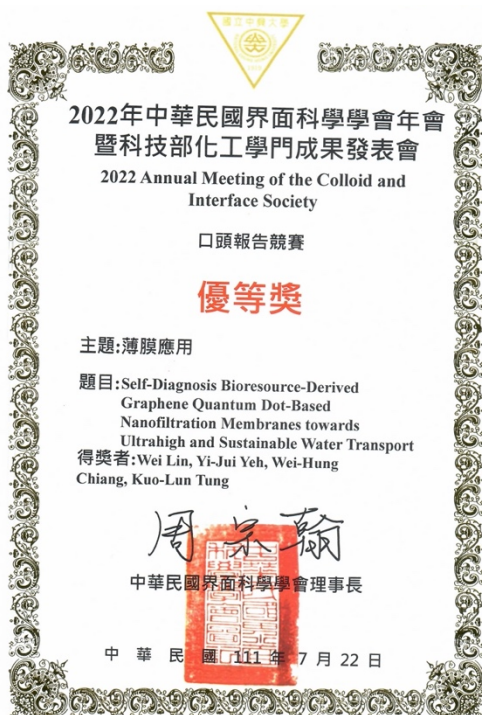 國立中興大學
2022年中華民國界面科學學會年會
暨科技部化工學門成果發表會
2022 Annual Meeting of the Colloid and
Interface Society
口頭報告競賽
優等獎
主題:薄膜應用
題目:Self-Diagnosis Bioresource-Derived
Graphene Quantum Dot-Based
Nanofiltration Membranes towards
Ultrahigh and Sustainable Water Transport
得獎者:Wei Lin, Yi-Jui Yeh, Wei-Hung
Chiang, Kuo-Lun Tung
周宗翰
中華民國界面科學學會理事長
中 華 民 國 111 年 7 月 22 日